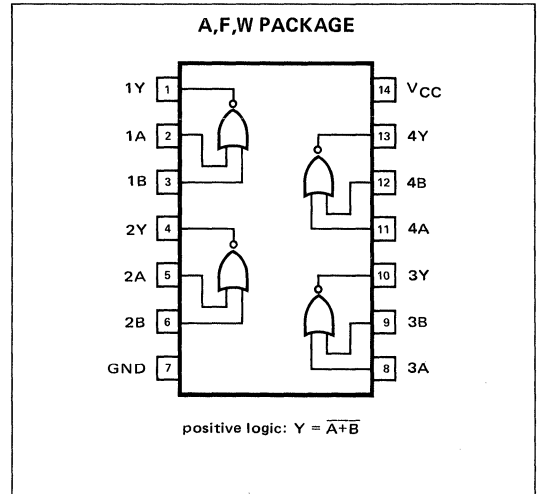 A,F,W PACKAGE
1Y 1
1A 2
1B 3
2Y 4
2A 5
2B 6
GND 7
14 VCC
13 4Y
12 4B
11 4A
10 3Y
9 3B
8 3A
positive logic: Y = A+B